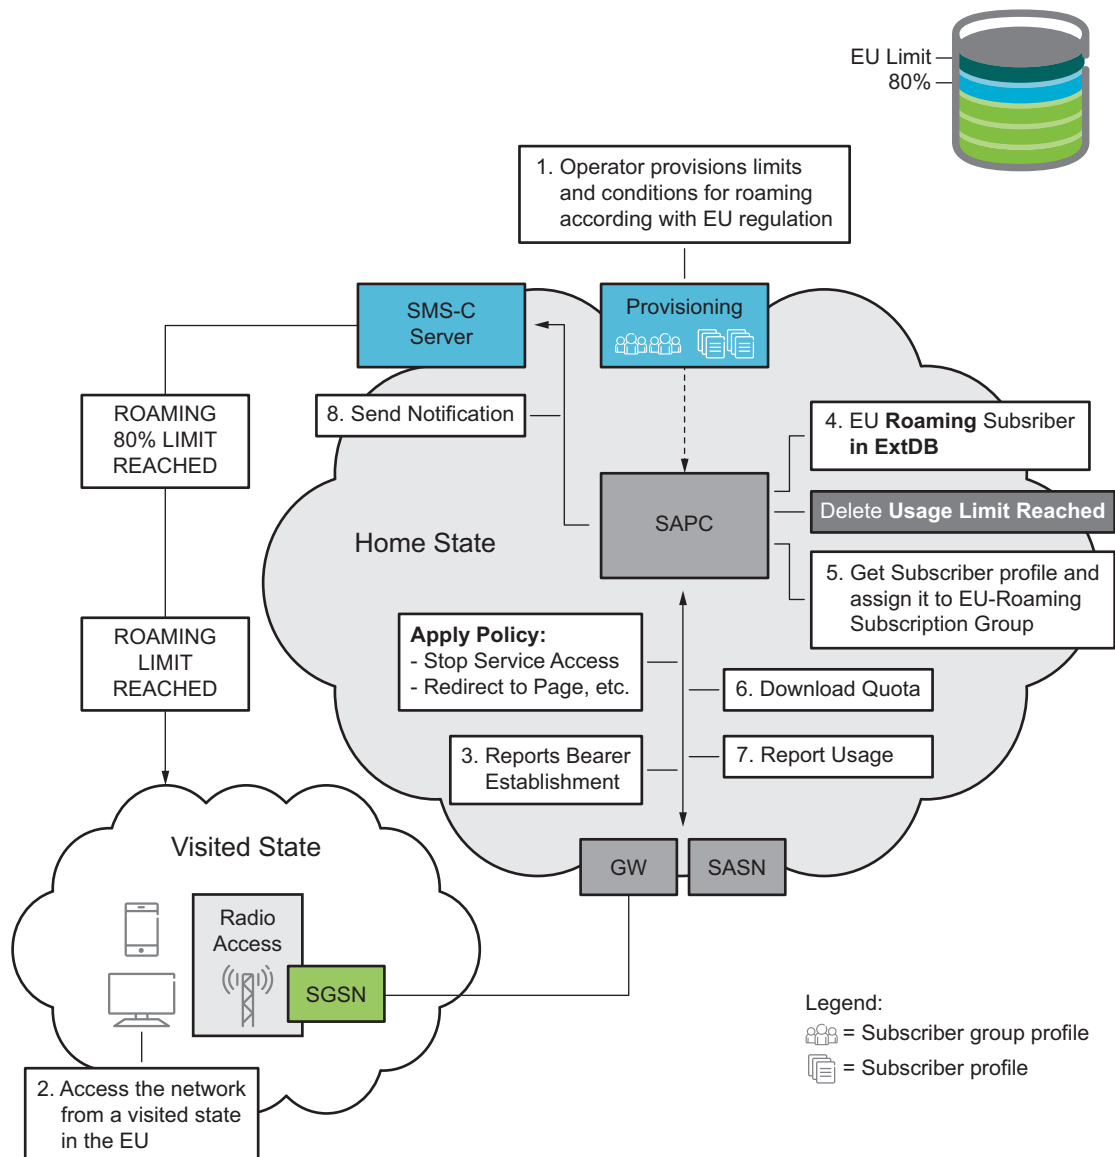 EU Limit
80%
1. Operator provisions limits
and conditions for roaming
according with EU regulation
SMS-C
Server
Provisioning
ROAMING
80% LIMIT
REACHED
8. Send Notification
4. EU Roaming Subsriber
in ExtDB
SAPC
Delete Usage Limit Reached
Home State
5. Get Subscriber profile and
assign it to EU-Roaming
Subscription Group
ROAMING
LIMIT
REACHED
Apply Policy:
- Stop Service Access
- Redirect to Page, etc.
6. Download Quota
3. Reports Bearer
Establishment
7. Report Usage
Visited State
GW
SASN
Radio
Access
SGSN
Legend:
= Subscriber group profile
= Subscriber profile
2. Access the network
from a visited state
in the EU